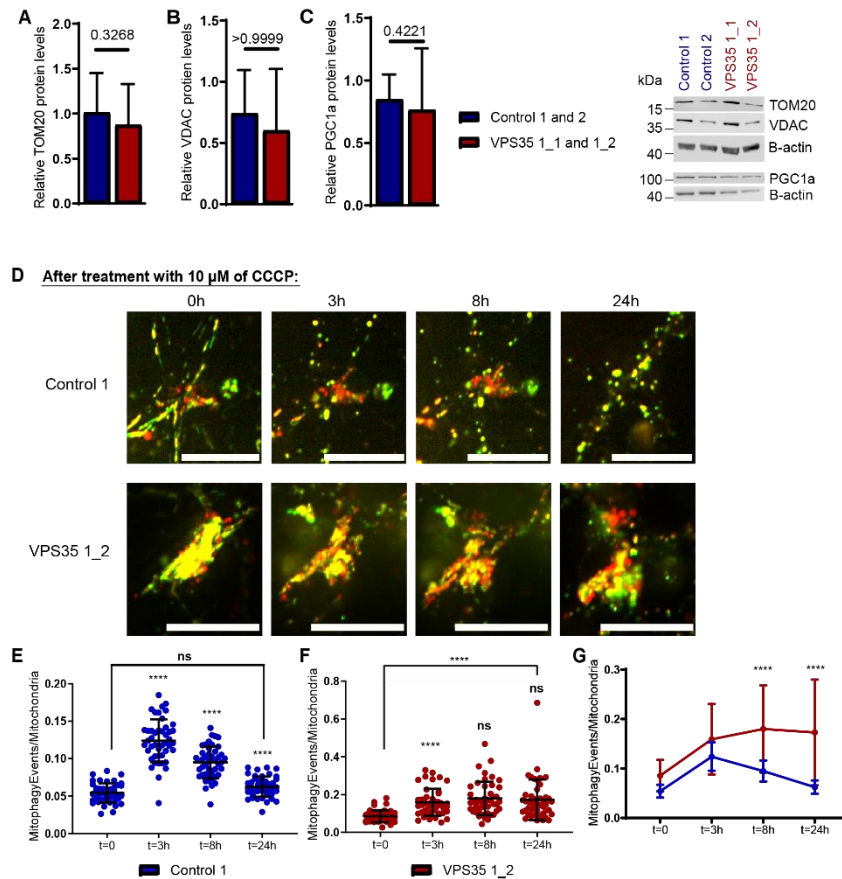 A
Relative TOM20 protein levels
2.0
1.5
1.0
0.5
0.0
0.3268
B
Relative VDAC protien levels
1.5
1.0
0.5
0.0
>0.9999
C
Relative PGC1a protein levels
1.5
1.0
0.5
0.0
0.4221
Control 1 and 2
VPS35 1_1 and 1_2
kDa
Control 1
Control 2
VPS35 1_1
VPS35 1_2
15
TOM20
35
VDAC
40
B-actin
100
PGC1a
40
B-actin
D After treatment with 10 µM of CCCP:
0h 3h 8h 24h
Control 1
VPS35 1_2
E
MitophagyEvents/Mitochondria
0.20
0.15
0.10
0.05
0.00
ns
****
****
****
t=0 t=3h t=8h t=24h
Control 1
F
MitophagyEvents/Mitochondria
0.8
0.6
0.4
0.2
0.0
****
****
ns
ns
t=0 t=3h t=8h t=24h
VPS35 1_2
G
MitophagyEvents/Mitochondria
0.3
0.2
0.1
0.0
**** ****
t=0 t=3h t=8h t=24h